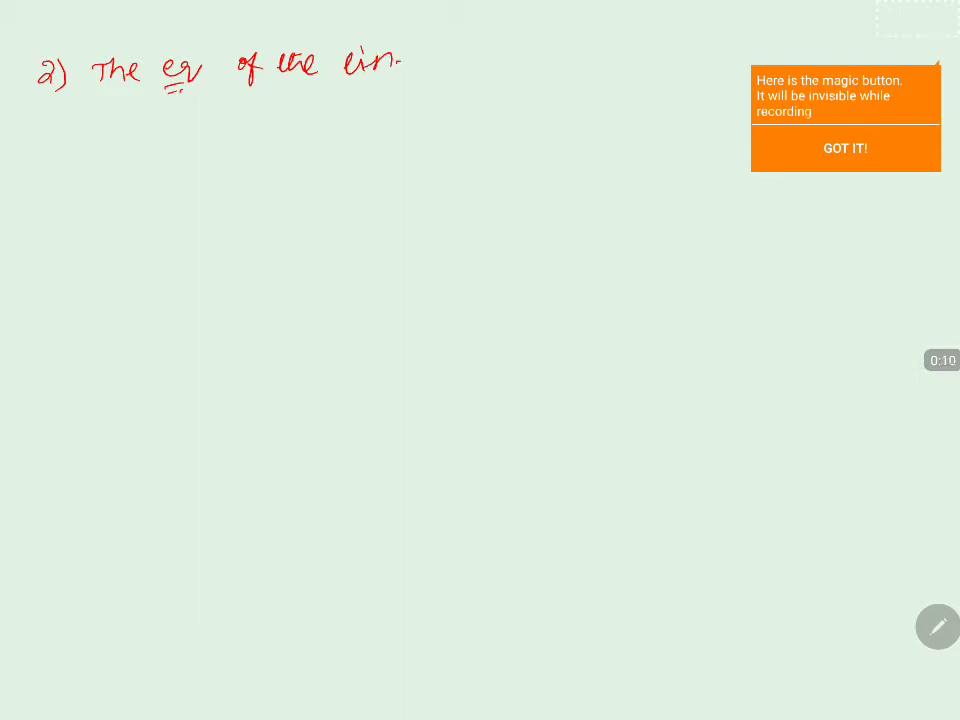 2) The eq of the lin
Here is the magic button.
It will be invisible while
recording
GOT IT!
0:10